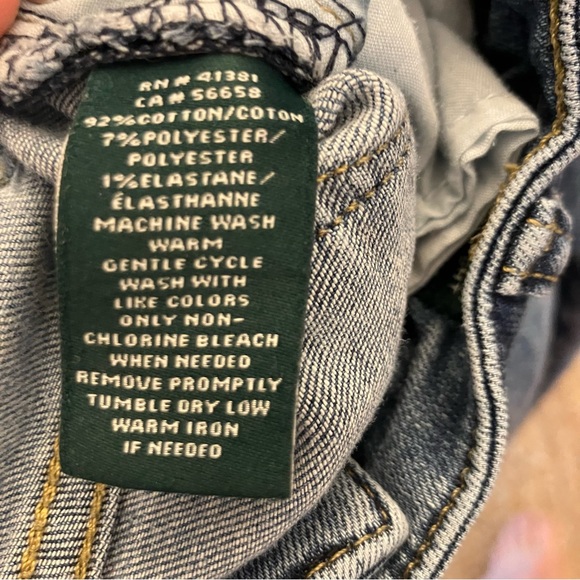 RN# 41381
CA# 56658
92%COTTON/COTON
7%POLYESTER/
POLYESTER
1%ELASTANE/
ÉLASTHANNE
MACHINE WASH
WARM
GENTLE CYCLE
WASH WITH
LIKE COLORS
ONLY NON-
CHLORINE BLEACH
WHEN NEEDED
REMOVE PROMPTLY
TUMBLE DRY LOW
WARM IRON
IF NEEDED